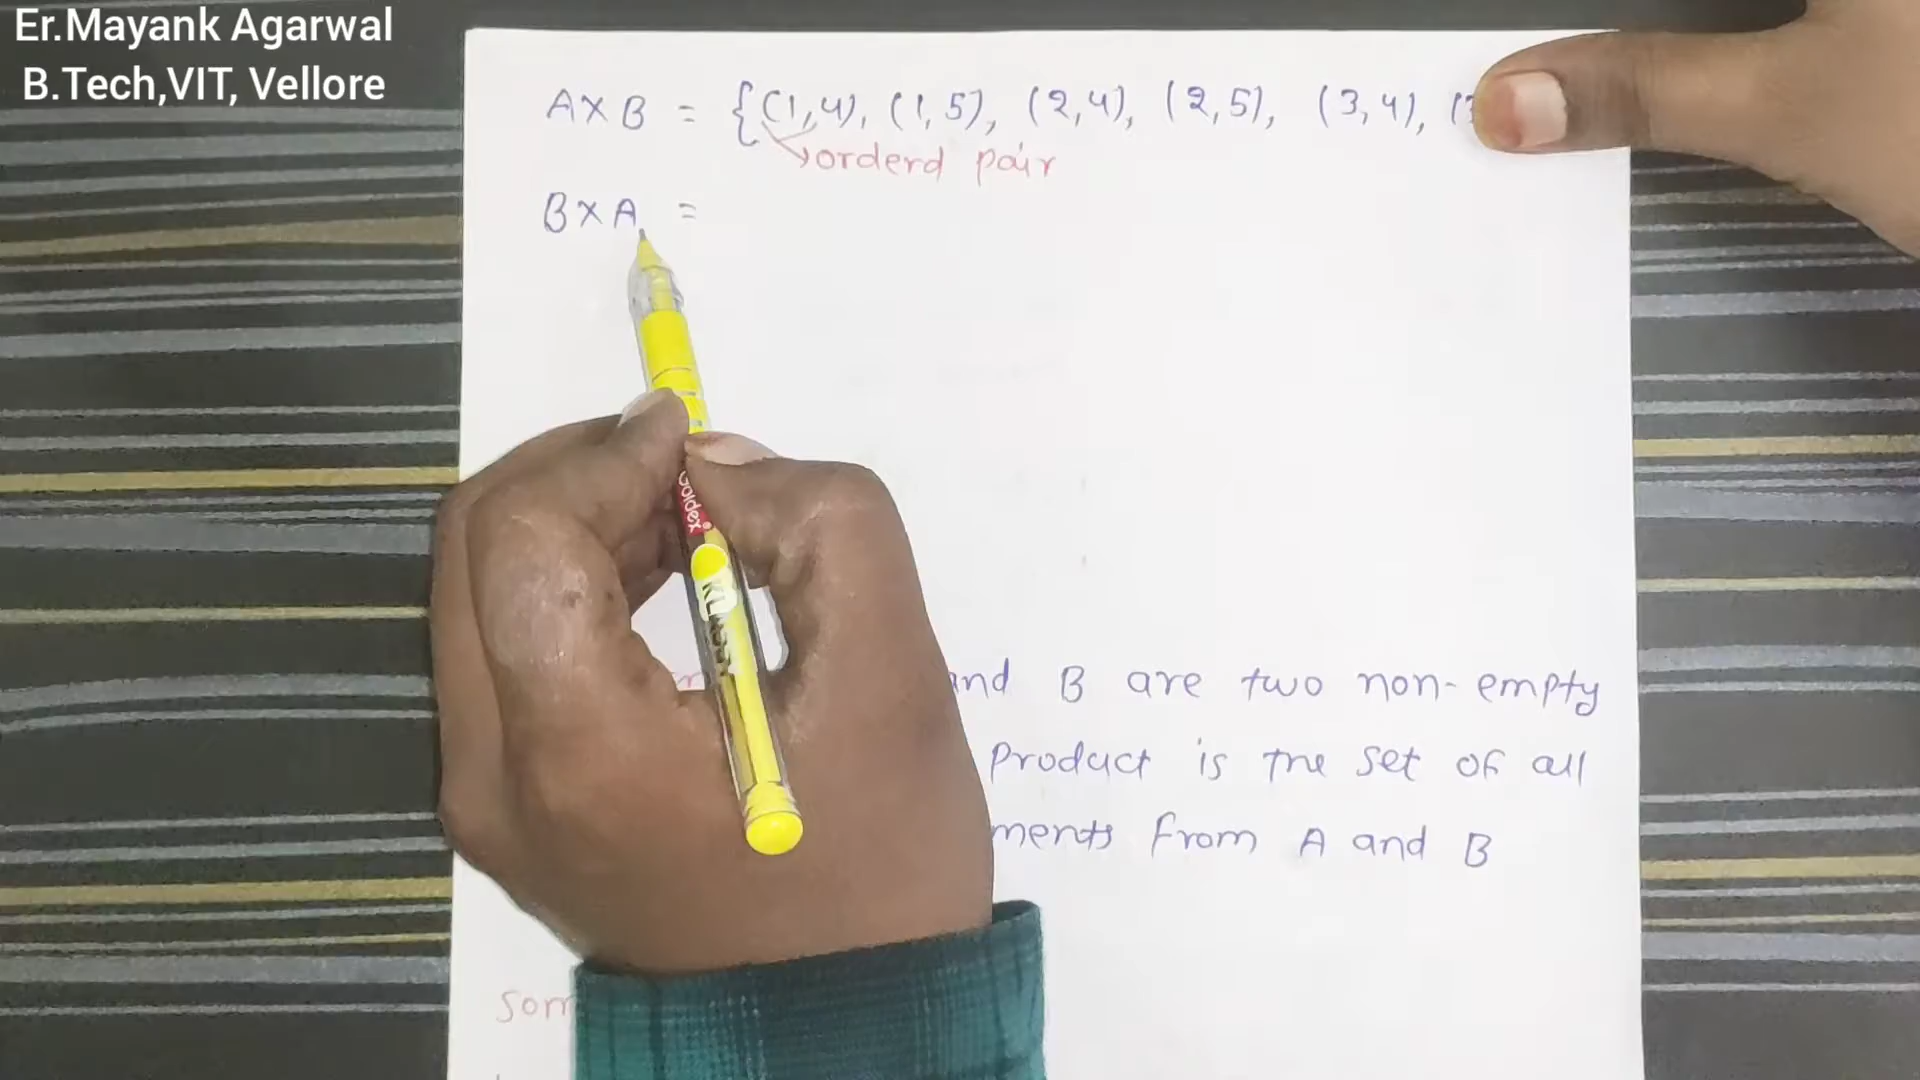 Er.Mayank Agarwal
B.Tech,VIT, Vellore
A×B = {(1,4), (1,5), (2,4), (2,5), (3,4), (
orderd pair
B×A =
Goldex
and B are two non-empty
Product is the set of all
ments from A and B
som